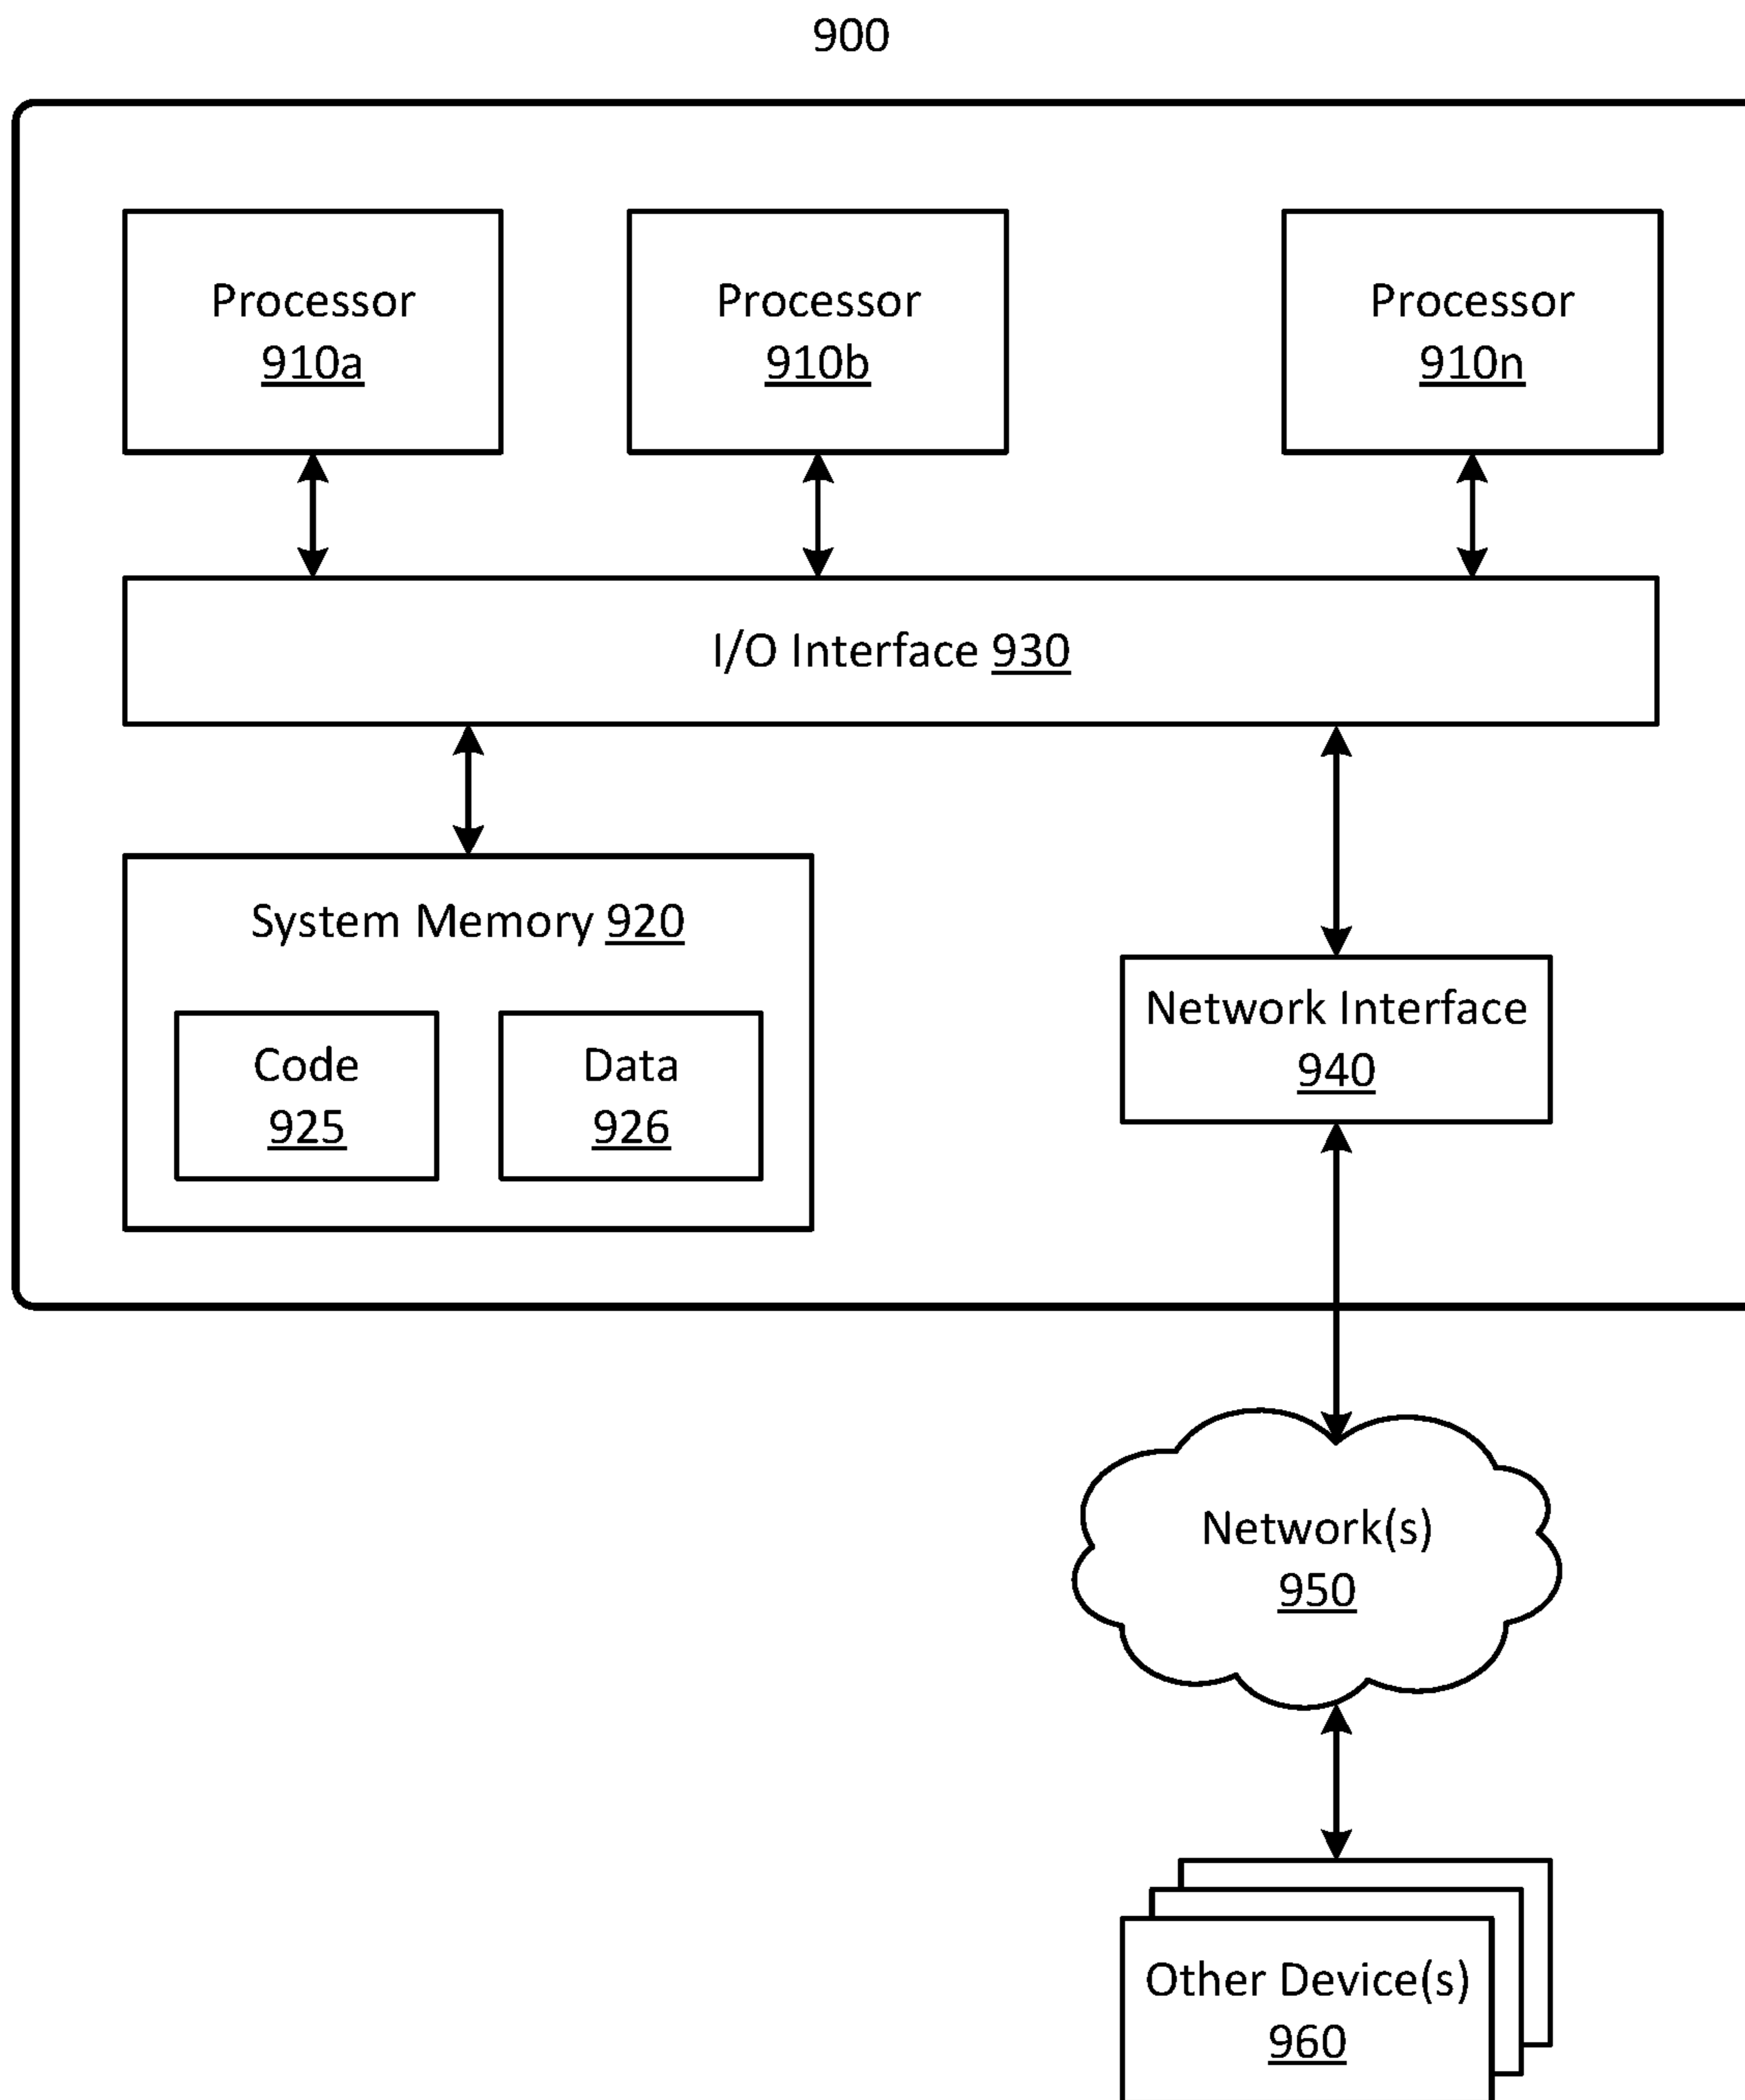 900
Processor
910a
Processor
910b
Processor
910n
I/O Interface 930
System Memory 920
Code
925
Data
926
Network Interface
940
Network(s)
950
Other Device(s)
960